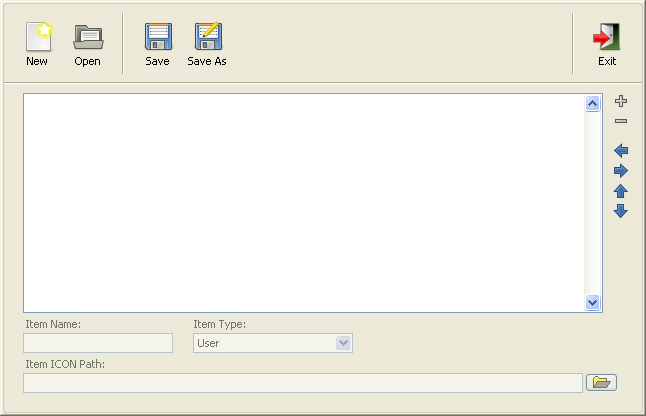 New Open Save Save As Exit
Item Name: Item Type:
User
Item ICON Path: